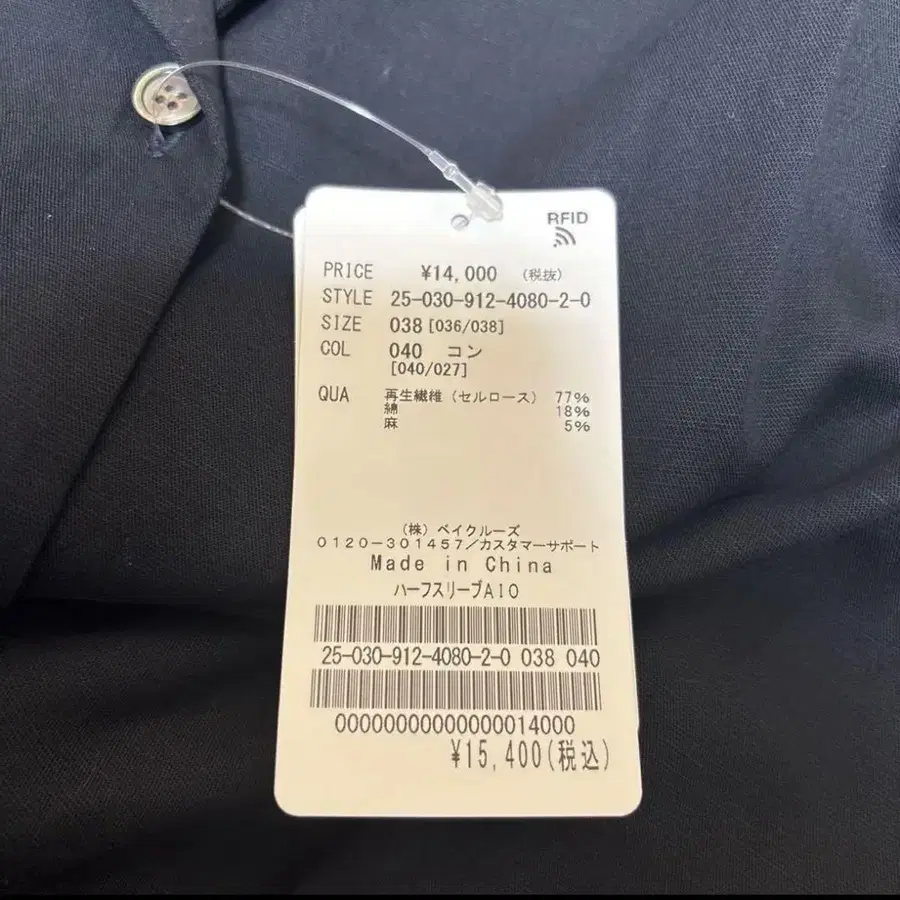 RFID
PRICE ¥14,000 (税抜)
STYLE 25-030-912-4080-2-0
SIZE 038 [036/038]
COL 040 コン
[040/027]
QUA 再生繊維(セルロース) 77%
綿 18%
麻 5%
(株)ベイクルーズ
0120-301457/カスタマーサポート
Made in China
ハーフスリーブAIO
25-030-912-4080-2-0 038 040
00000000000000014000
¥15,400(税込)